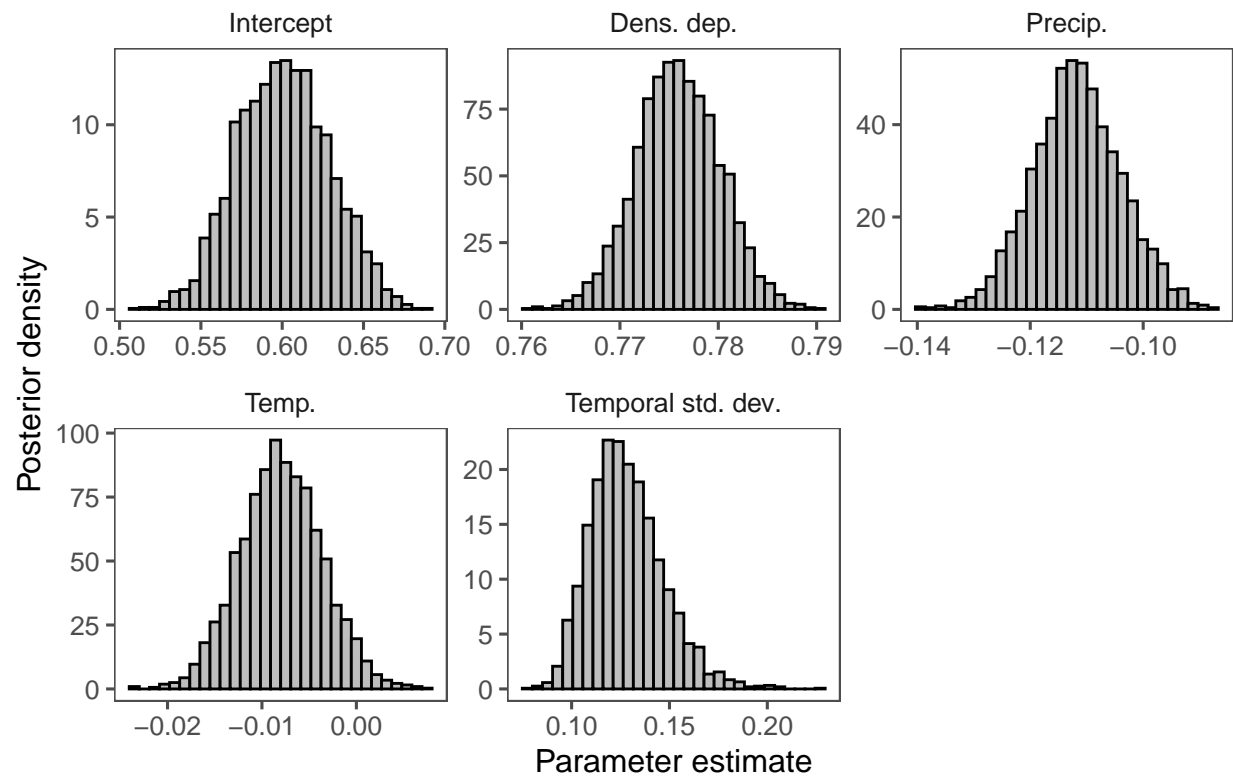 Intercept
Dens. dep.
Precip.
10
5
0
0.50 0.55 0.60 0.65 0.70
75
50
25
0
0.76 0.77 0.78 0.79
40
20
0
−0.14 −0.12 −0.10
Posterior density
Temp.
Temporal std. dev.
100
75
50
25
0
−0.02 −0.01 0.00
20
15
10
5
0
0.10 0.15 0.20
Parameter estimate